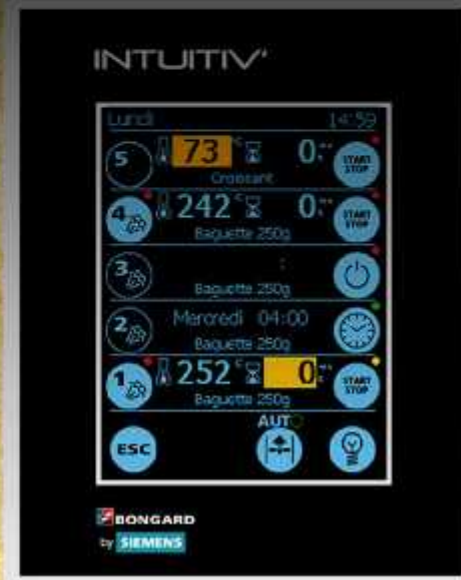 INTUITIV'
Lundi 14:59
5 73 °C 0 START STOP
Croissant
4 242 °C 0 START STOP
Baguette 250g
3 :
Baguette 250g
2 Mercredi 04:00
Baguette 250g
1 252 °C 0 START STOP
Baguette 250g
AUTO
ESC
BONGARD
by SIEMENS